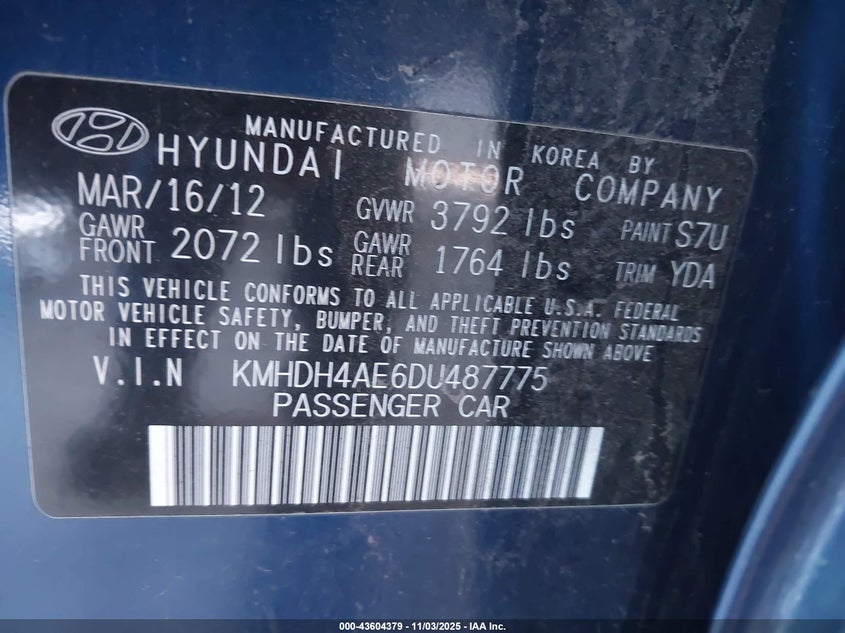 MANUFACTURED IN KOREA BY
HYUNDAI MOTOR COMPANY
MAR/16/12 GVWR 3792 lbs PAINT S7U
GAWR FRONT 2072 lbs GAWR REAR 1764 lbs TRIM YDA
THIS VEHICLE CONFORMS TO ALL APPLICABLE U.S.A. FEDERAL
MOTOR VEHICLE SAFETY, BUMPER, AND THEFT PREVENTION STANDARDS
IN EFFECT ON THE DATE OF MANUFACTURE SHOWN ABOVE
V.I.N KMHDH4AE6DU487775
PASSENGER CAR
000-43604379 - 11/03/2025 - IAA Inc.